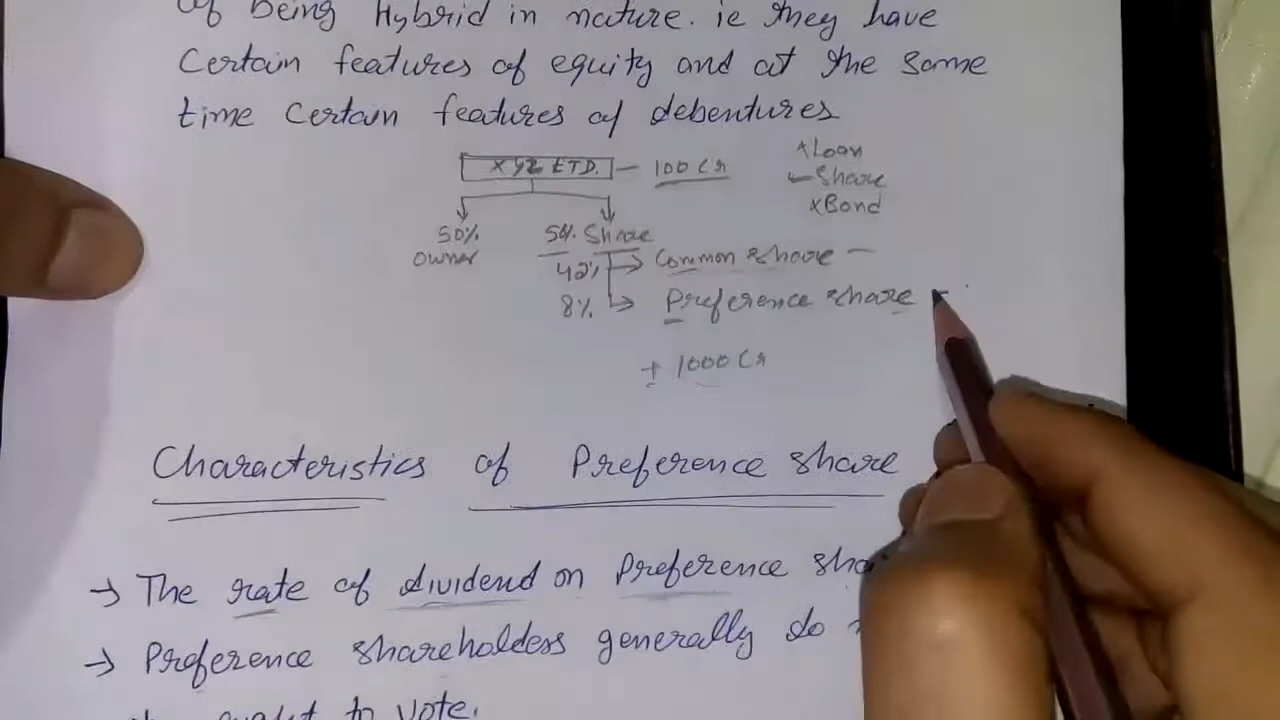 of being Hybrid in nature. ie they have
Certain features of equity and at the same
time Certain features of debentures
XYZ LTD. — 100 Cr
Loan
Share
x Bond
50% owner
50% Share
42% → Common share —
8% → Preference share -
+ 1000 Cr
Characteristics of Preference share
→ The rate of dividend on Preference sha
→ Preference shareholders generally do
right to vote.